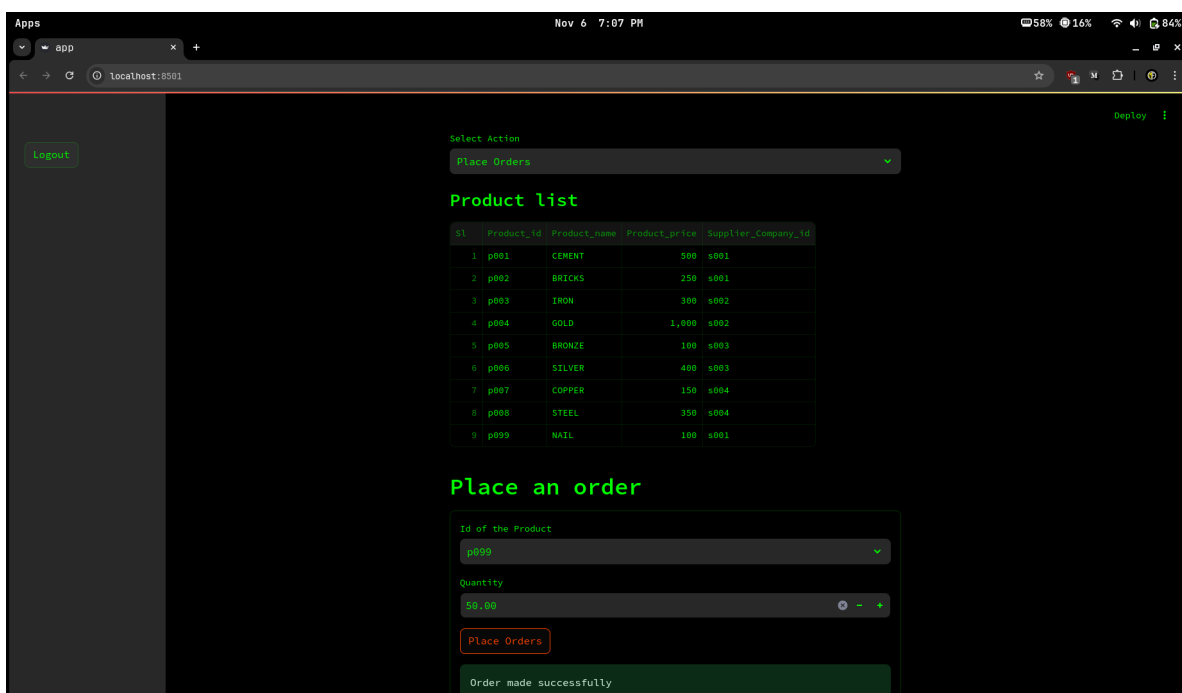 Apps Nov 6 7:07 PM 58% 16% 84%
app
localhost:8501
Deploy
Logout
Select Action
Place Orders
Product list
Sl Product_id Product_name Product_price Supplier_Company_id
1 p001 CEMENT 500 s001
2 p002 BRICKS 250 s001
3 p003 IRON 300 s002
4 p004 GOLD 1,000 s002
5 p005 BRONZE 100 s003
6 p006 SILVER 400 s003
7 p007 COPPER 150 s004
8 p008 STEEL 350 s004
9 p099 NAIL 100 s001
Place an order
Id of the Product
p099
Quantity
50.00
Place Orders
Order made successfully